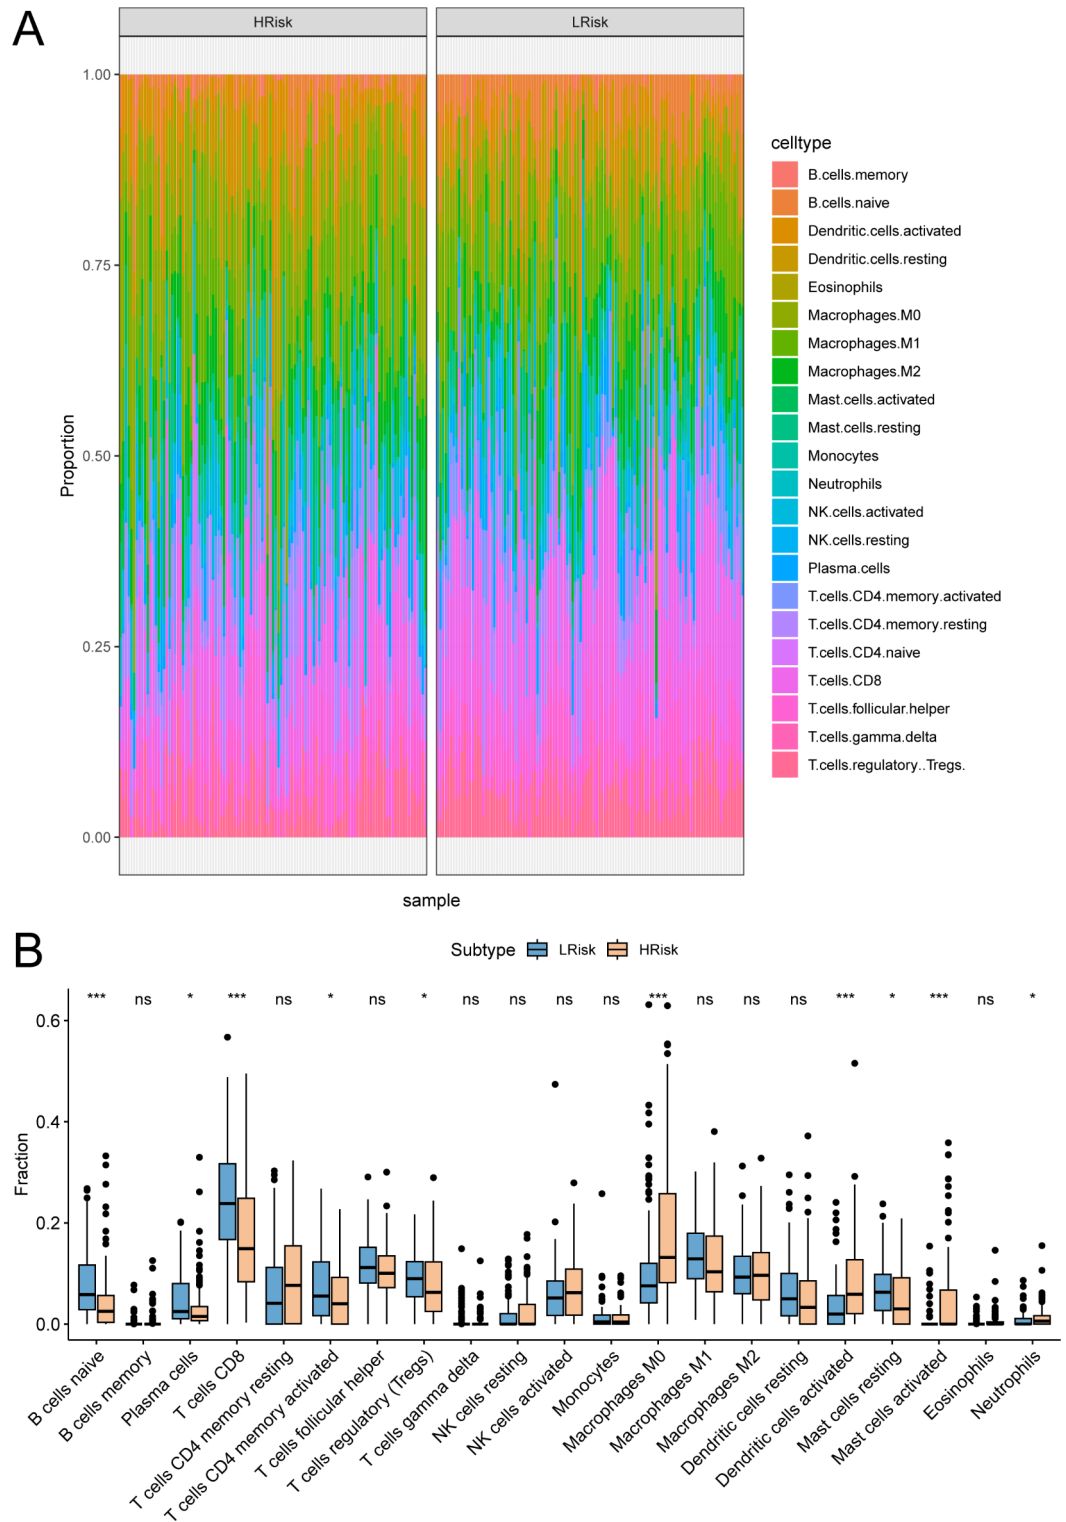 A
HRisk
LRisk
1.00
0.75
0.50
0.25
0.00
Proportion
sample
celltype
B.cells.memory
B.cells.naive
Dendritic.cells.activated
Dendritic.cells.resting
Eosinophils
Macrophages.M0
Macrophages.M1
Macrophages.M2
Mast.cells.activated
Mast.cells.resting
Monocytes
Neutrophils
NK.cells.activated
NK.cells.resting
Plasma.cells
T.cells.CD4.memory.activated
T.cells.CD4.memory.resting
T.cells.CD4.naive
T.cells.CD8
T.cells.follicular.helper
T.cells.gamma.delta
T.cells.regulatory..Tregs.
B
Subtype LRisk HRisk
*** ns * *** ns * ns * ns ns ns ns *** ns ns ns *** * *** ns *
0.6
0.4
0.2
0.0
Fraction
B cells naive
B cells memory
Plasma cells
T cells CD8
T cells CD4 memory resting
T cells CD4 memory activated
T cells follicular helper
T cells regulatory (Tregs)
T cells gamma delta
NK cells resting
NK cells activated
Monocytes
Macrophages M0
Macrophages M1
Macrophages M2
Dendritic cells resting
Dendritic cells activated
Mast cells resting
Mast cells activated
Eosinophils
Neutrophils